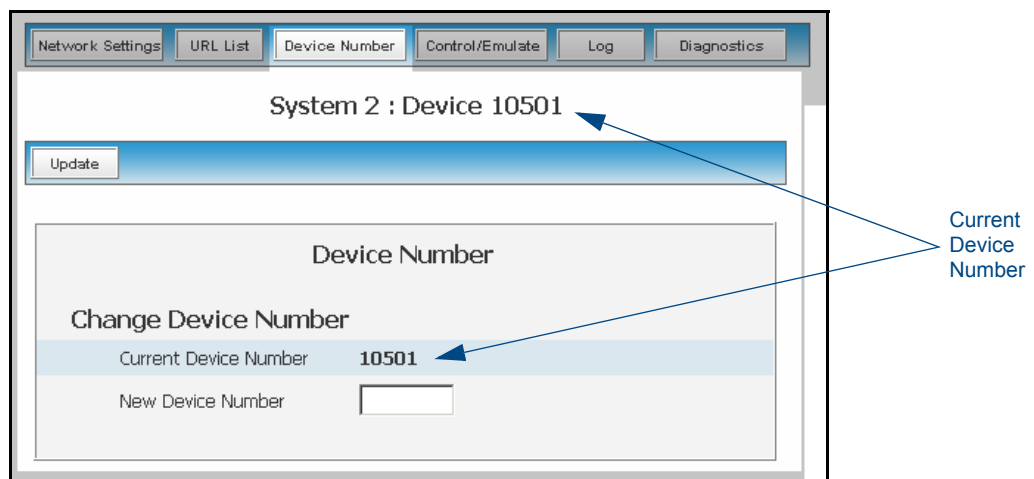 Network Settings URL List Device Number Control/Emulate Log Diagnostics
System 2 : Device 10501
Update
Current
Device
Number
Device Number
Change Device Number
Current Device Number 10501
New Device Number